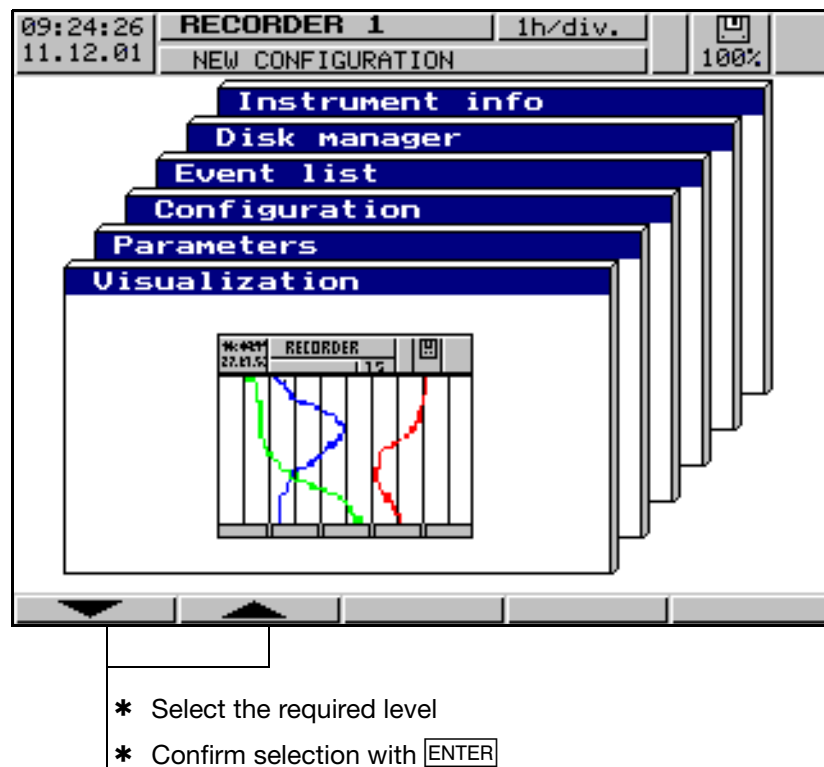 09:24:26 RECORDER 1 1h/div.
11.12.01 NEW CONFIGURATION 100%
Instrument info
Disk manager
Event list
Configuration
Parameters
Visualization
RECORDER
15
✱ Select the required level
✱ Confirm selection with ENTER